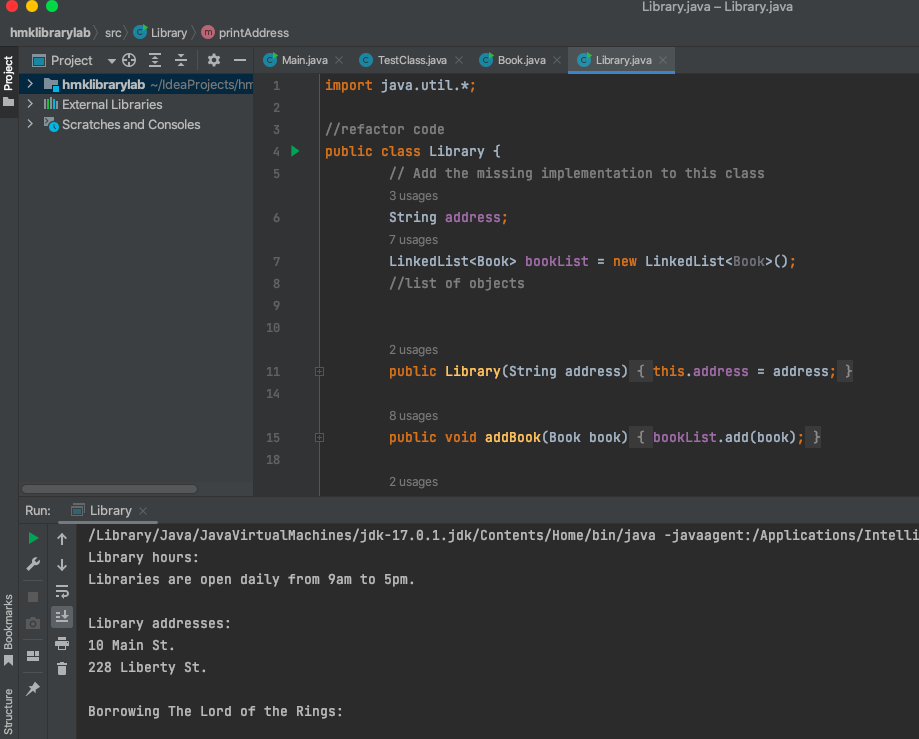 Library.java – Library.java
hmklibrarylab src Library m printAddress
Project
Project
Main.java TestClass.java Book.java Library.java
hmklibrarylab ~/IdeaProjects/hm
External Libraries
Scratches and Consoles
1 import java.util.*;
2
3 //refactor code
4 public class Library {
5 // Add the missing implementation to this class
3 usages
6 String address;
7 usages
7 LinkedList<Book> bookList = new LinkedList<Book>();
8 //list of objects
9
10
2 usages
11 public Library(String address) { this.address = address; }
14
8 usages
15 public void addBook(Book book) { bookList.add(book); }
18
2 usages
Run: Library
/Library/Java/JavaVirtualMachines/jdk-17.0.1.jdk/Contents/Home/bin/java -javaagent:/Applications/Intelli
Library hours:
Libraries are open daily from 9am to 5pm.
Library addresses:
10 Main St.
228 Liberty St.
Borrowing The Lord of the Rings:
Bookmarks
Structure